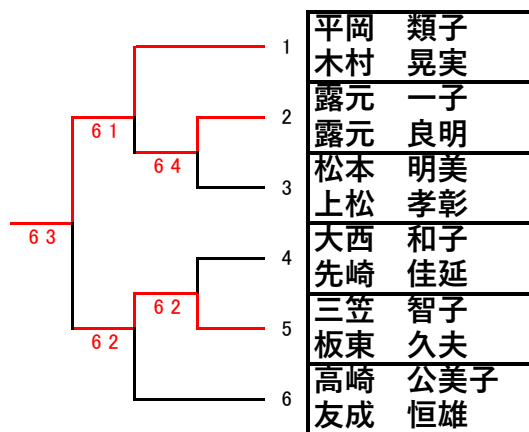 1 平岡 類子
木村 晃実
6 1
2 露元 一子
露元 良明
6 4
3 松本 明美
上松 孝彰
6 3
4 大西 和子
先崎 佳延
6 2
5 三笠 智子
板東 久夫
6 2
6 高崎 公美子
友成 恒雄